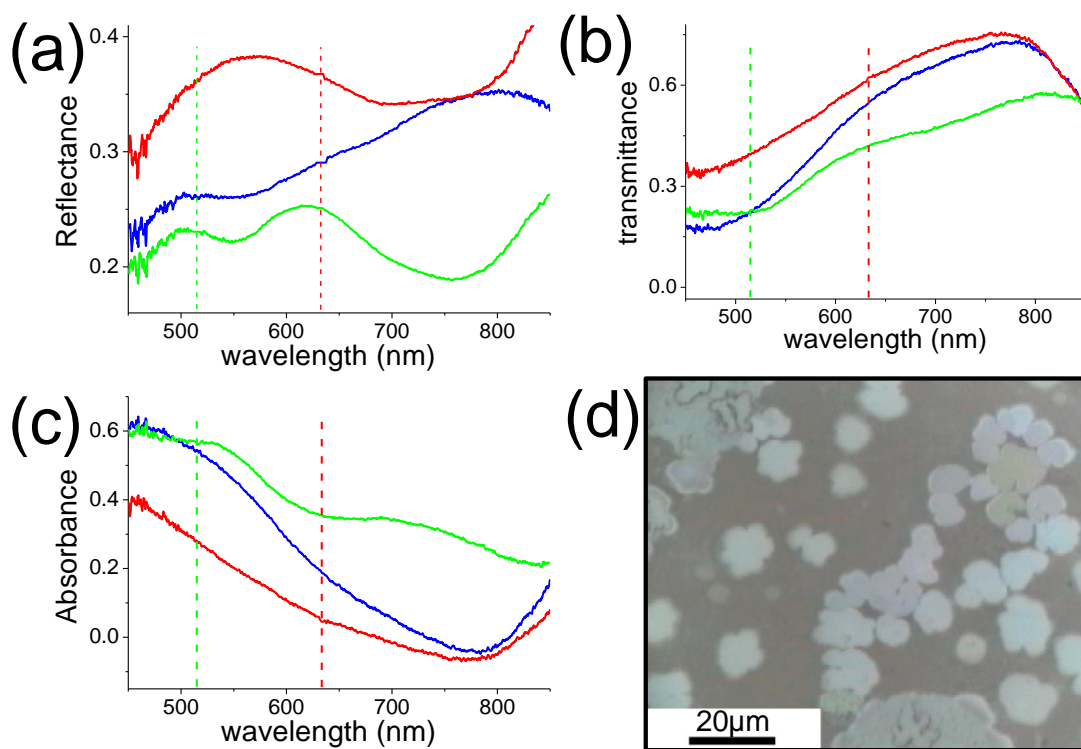 (a)
Reflectance
0.4
0.3
0.2
500
600
700
800
wavelength (nm)
(b)
transmittance
0.6
0.3
0.0
500
600
700
800
wavelength (nm)
(c)
Absorbance
0.6
0.4
0.2
0.0
500
600
700
800
wavelength (nm)
(d)
20μm